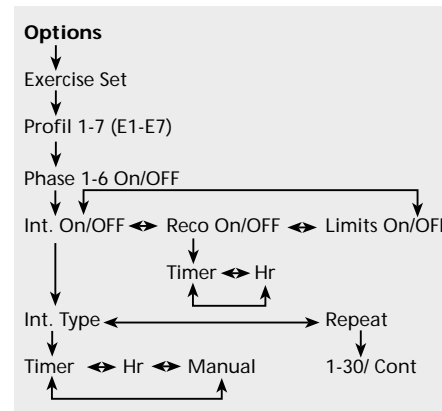 Options
Exercise Set
Profil 1-7 (E1-E7)
Phase 1-6 On/OFF
Int. On/OFF Reco On/OFF Limits On/OFF
Timer Hr
Int. Type Repeat
Timer Hr Manual 1-30/ Cont